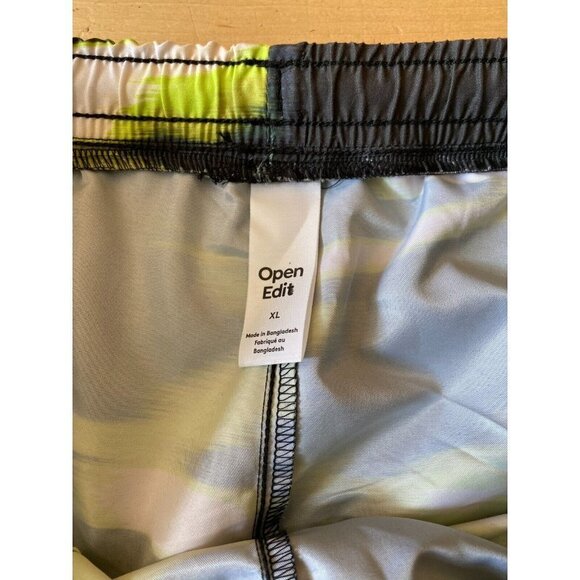 Open
Edit
XL
Made in Bangladesh
Fabriqué au
Bangladesh